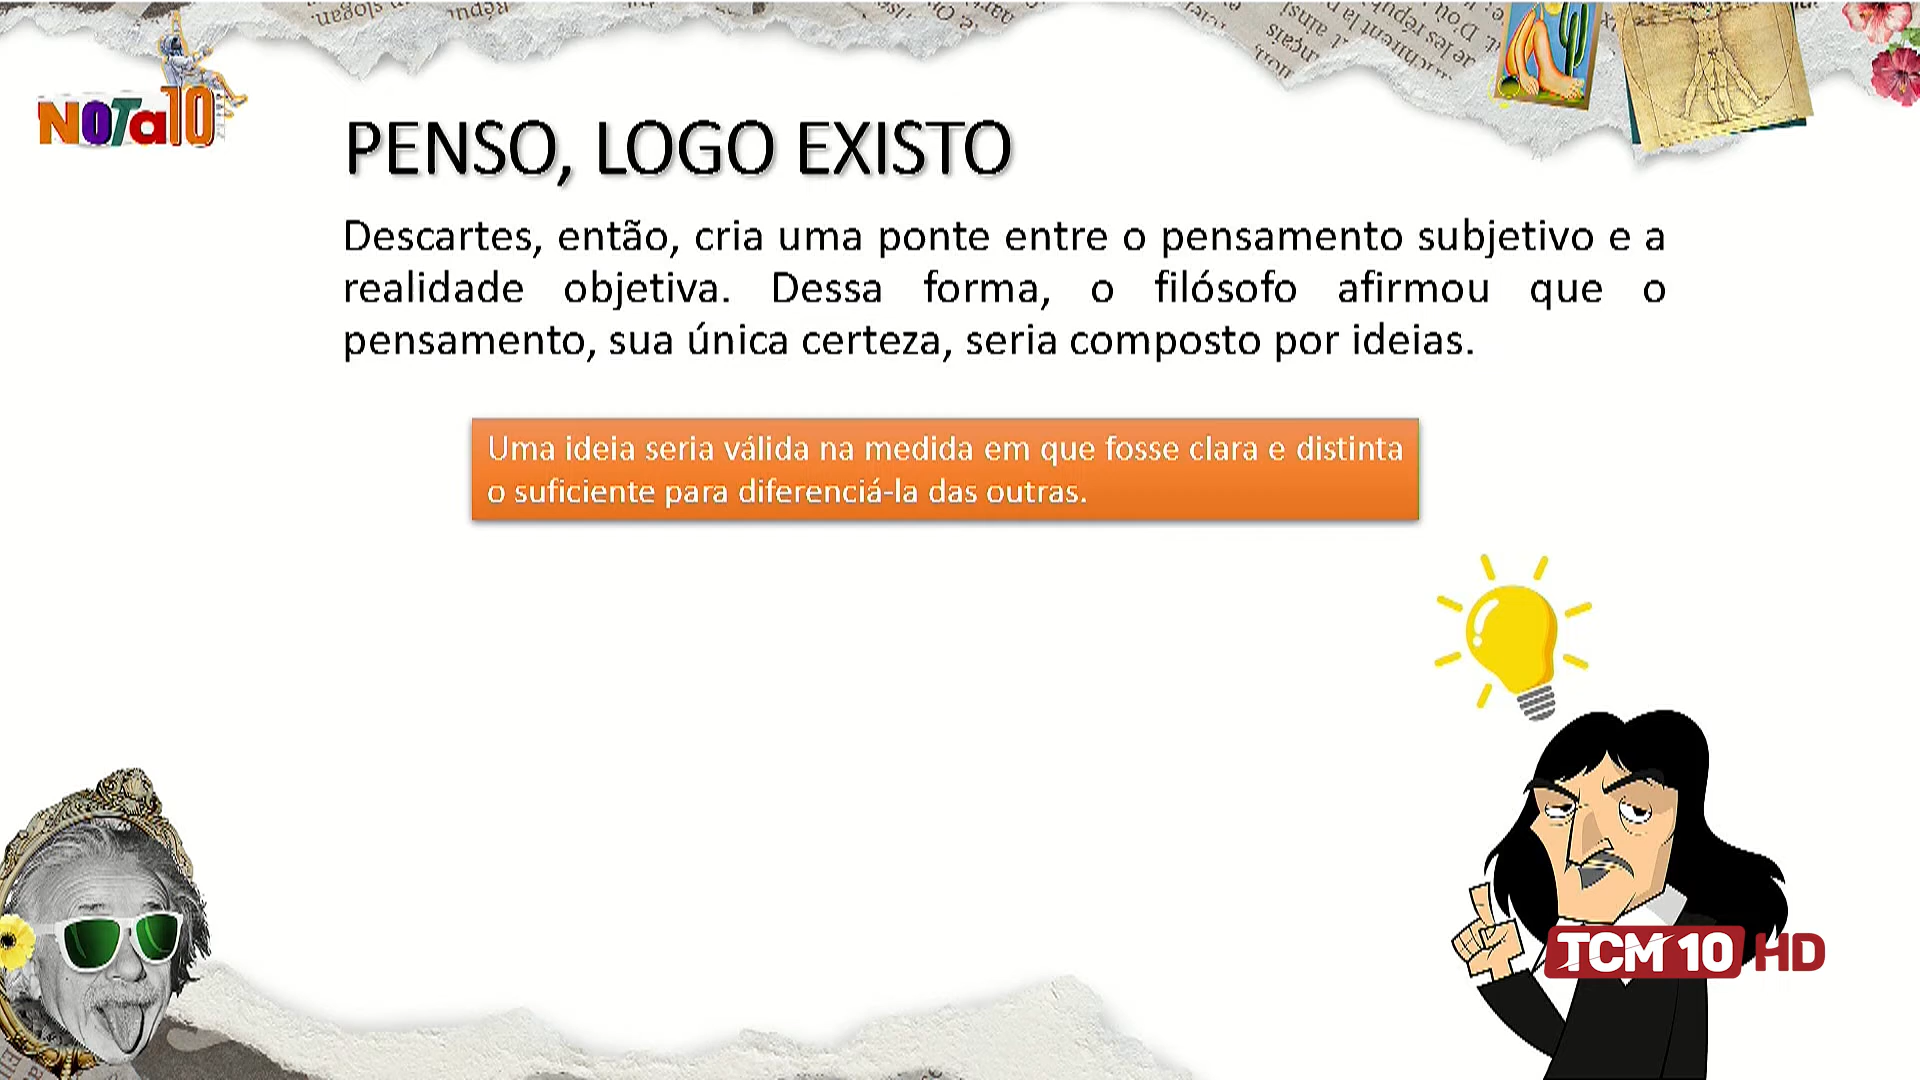 NOTa10
PENSO, LOGO EXISTO
Descartes, então, cria uma ponte entre o pensamento subjetivo e a
realidade objetiva. Dessa forma, o filósofo afirmou que o
pensamento, sua única certeza, seria composto por ideias.
Uma ideia seria válida na medida em que fosse clara e distinta
o suficiente para diferenciá-la das outras.
TCM 10 HD